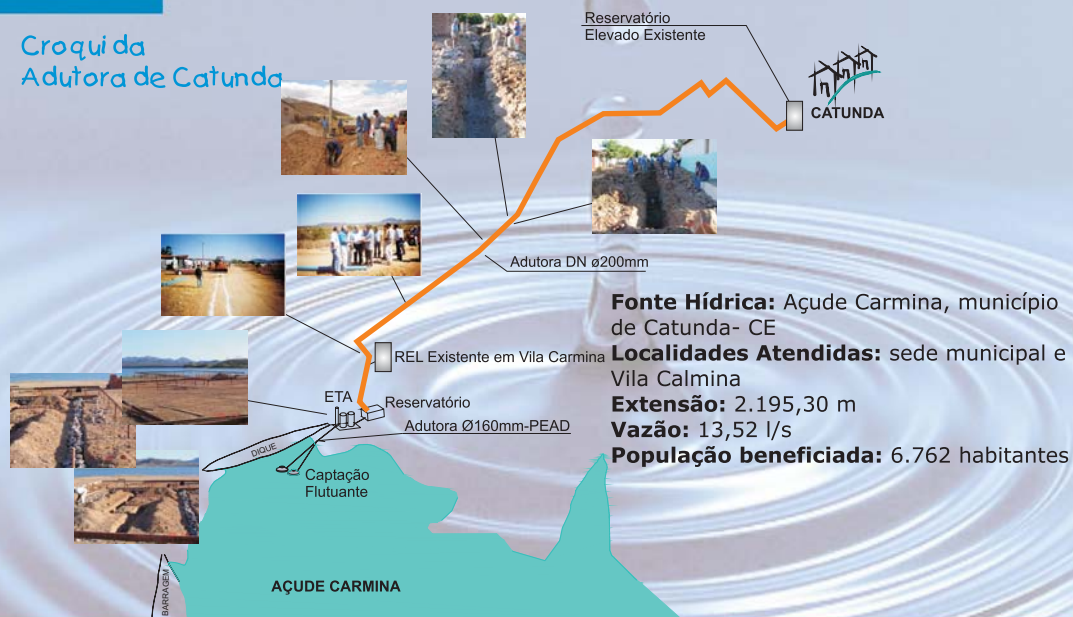 Croqui da
Adutora de Catunda
Reservatório
Elevado Existente
CATUNDA
Adutora DN ø200mm
Fonte Hídrica: Açude Carmina, município
de Catunda- CE
Localidades Atendidas: sede municipal e
Vila Calmina
Extensão: 2.195,30 m
Vazão: 13,52 l/s
População beneficiada: 6.762 habitantes
REL Existente em Vila Carmina
ETA
Reservatório
Adutora Ø160mm-PEAD
DIQUE
Captação
Flutuante
AÇUDE CARMINA
BARRAGEM